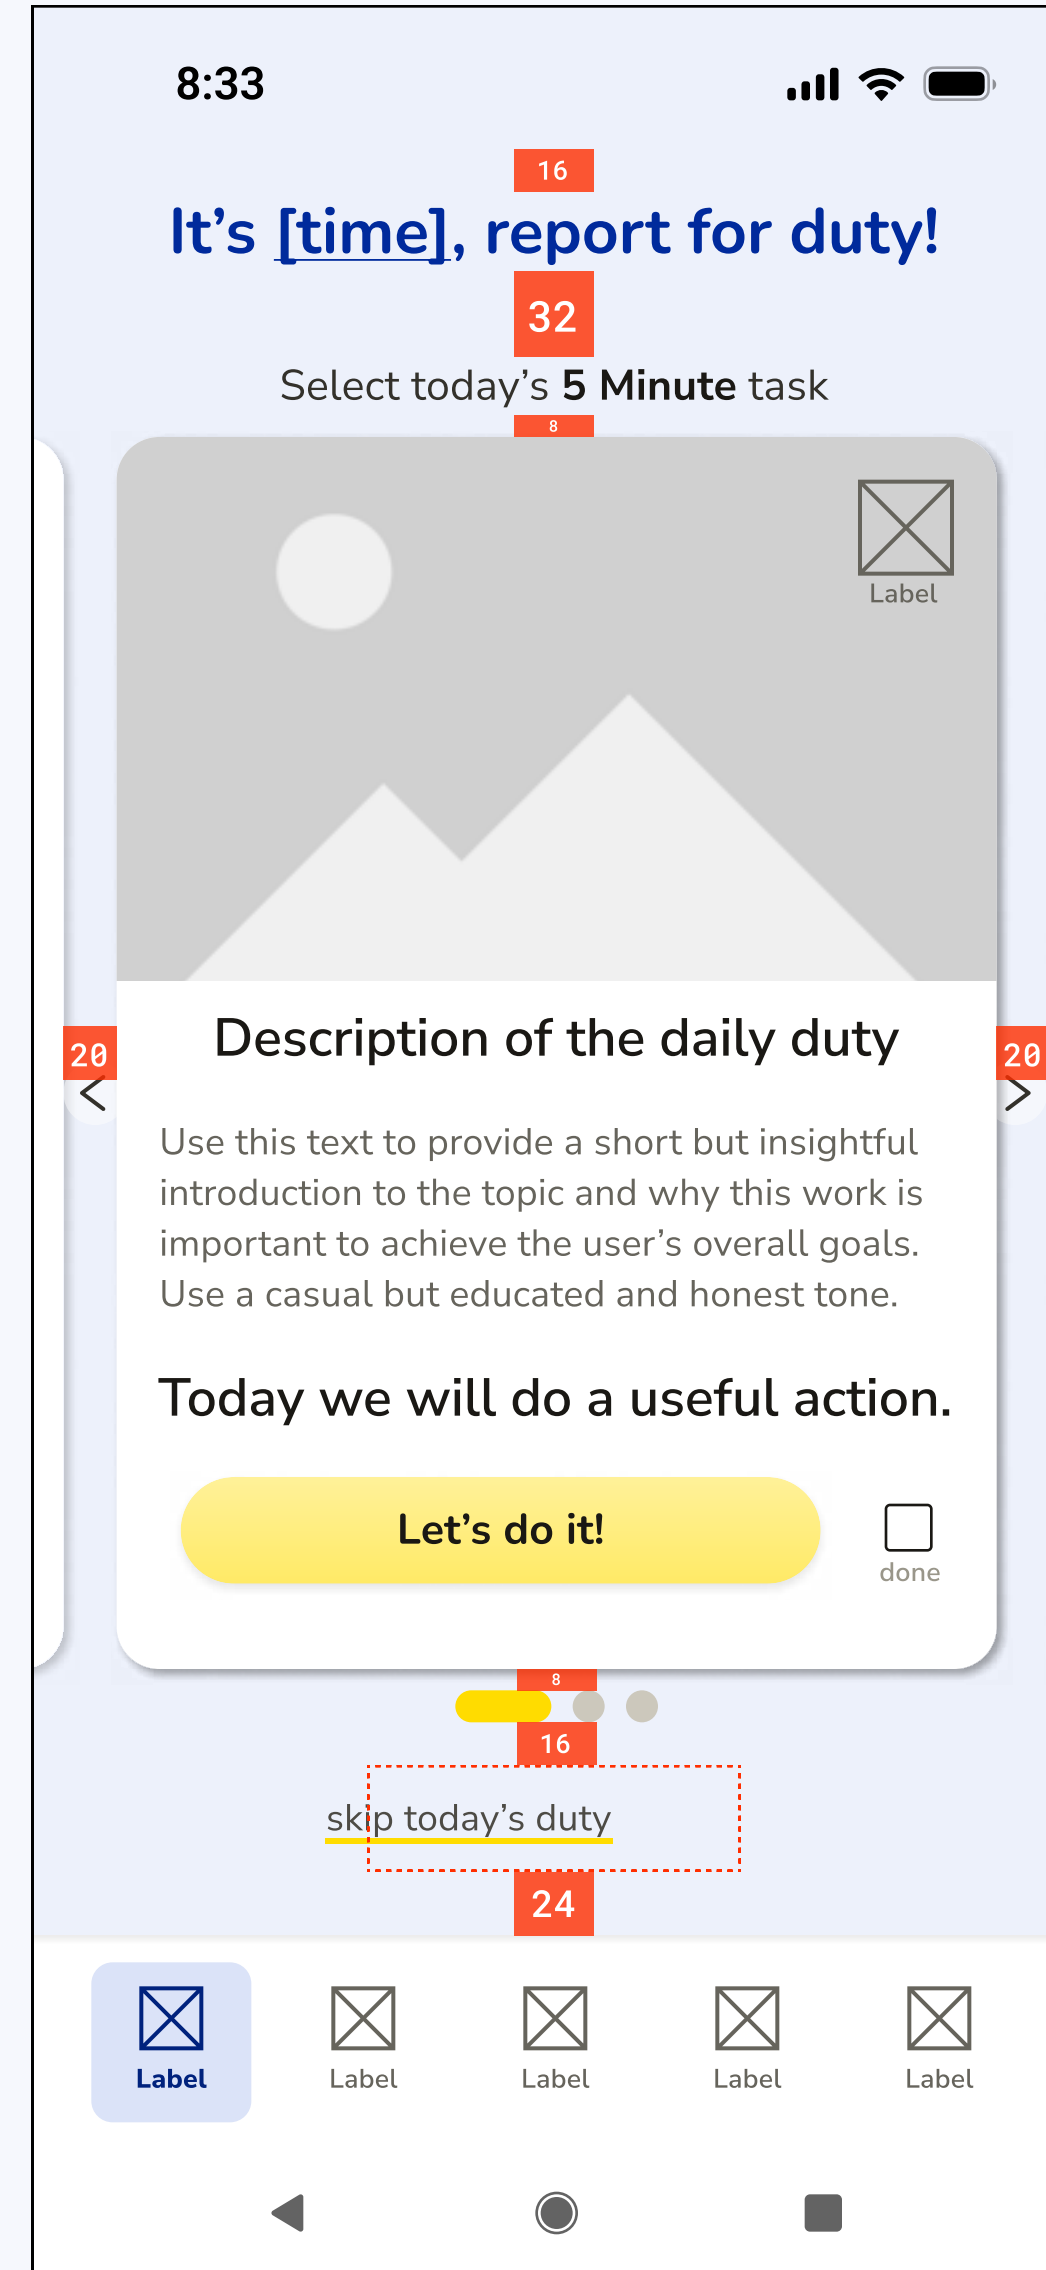 8:33
16
It’s [time], report for duty!
32
Select today’s 5 Minute task
8
Label
Description of the daily duty
20
20
Use this text to provide a short but insightful
introduction to the topic and why this work is
important to achieve the user’s overall goals.
Use a casual but educated and honest tone.
Today we will do a useful action.
Let’s do it!
done
8
16
skip today’s duty
24
Label
Label
Label
Label
Label